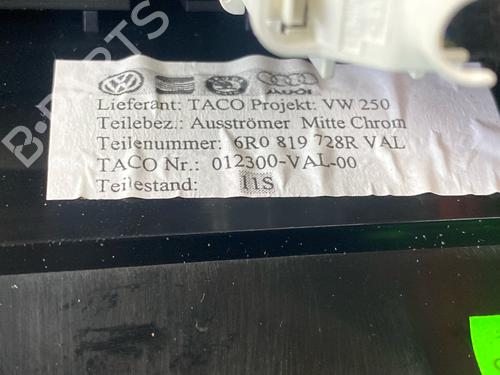 AUDI
Lieferant: TACO Projekt: VW 250
Teilebez.: Ausströmer Mitte Chrom
Teilenummer: 6R0 819 728R VAL
TACO Nr.: 012300-VAL-00
Teilestand: 11S
B-PARTS